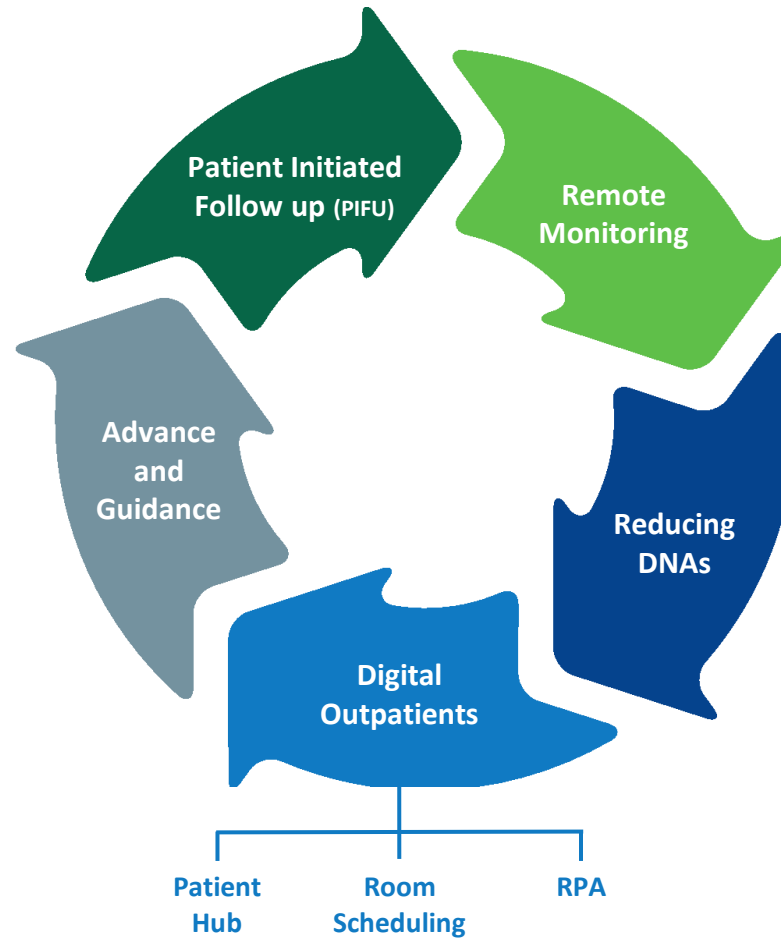 Patient Initiated
Follow up (PIFU)
Remote
Monitoring
Advance
and
Guidance
Reducing
DNAs
Digital
Outpatients
Patient
Hub
Room
Scheduling
RPA